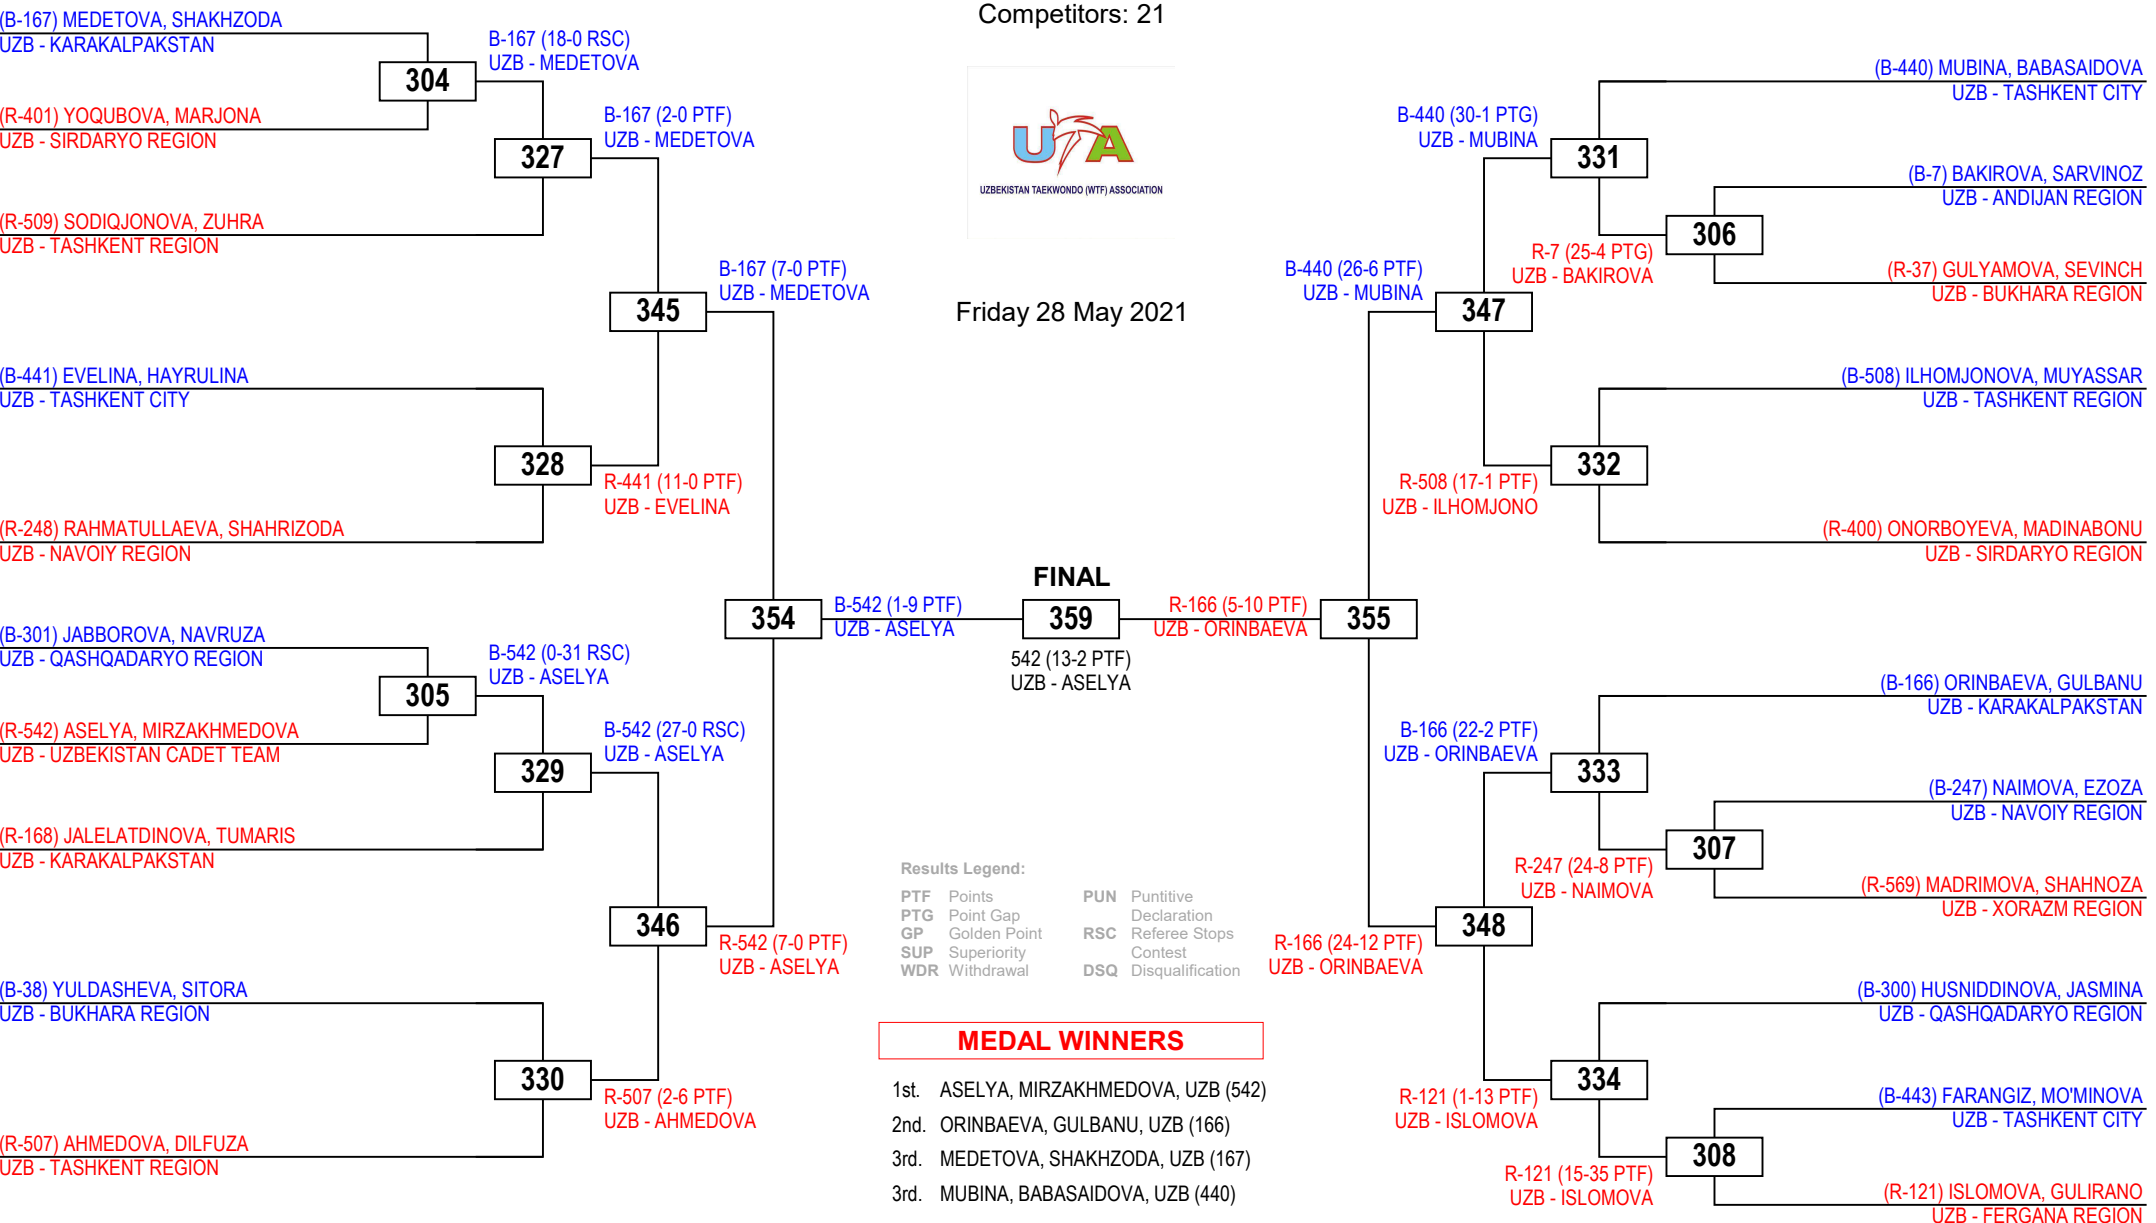 Competitors: 21
UZBEKISTAN TAEKWONDO (WTF) ASSOCIATION
Friday 28 May 2021
(B-167) MEDETOVA, SHAKHZODA
UZB - KARAKALPAKSTAN
304
(R-401) YOQUBOVA, MARJONA
UZB - SIRDARYO REGION
B-167 (18-0 RSC)
UZB - MEDETOVA
327
(R-509) SODIQJONOVA, ZUHRA
UZB - TASHKENT REGION
B-167 (2-0 PTF)
UZB - MEDETOVA
345
B-167 (7-0 PTF)
UZB - MEDETOVA
(B-441) EVELINA, HAYRULINA
UZB - TASHKENT CITY
328
R-441 (11-0 PTF)
UZB - EVELINA
(R-248) RAHMATULLAEVA, SHAHRIZODA
UZB - NAVOIY REGION
354
B-542 (1-9 PTF)
UZB - ASELYA
(B-301) JABBOROVA, NAVRUZA
UZB - QASHQADARYO REGION
305
(R-542) ASELYA, MIRZAKHMEDOVA
UZB - UZBEKISTAN CADET TEAM
B-542 (0-31 RSC)
UZB - ASELYA
329
(R-168) JALELATDINOVA, TUMARIS
UZB - KARAKALPAKSTAN
B-542 (27-0 RSC)
UZB - ASELYA
346
R-542 (7-0 PTF)
UZB - ASELYA
(B-38) YULDASHEVA, SITORA
UZB - BUKHARA REGION
330
R-507 (2-6 PTF)
UZB - AHMEDOVA
(R-507) AHMEDOVA, DILFUZA
UZB - TASHKENT REGION
FINAL
359
542 (13-2 PTF)
UZB - ASELYA
(B-440) MUBINA, BABASAIDOVA
UZB - TASHKENT CITY
B-440 (30-1 PTG)
UZB - MUBINA
331
(B-7) BAKIROVA, SARVINOZ
UZB - ANDIJAN REGION
306
R-7 (25-4 PTG)
UZB - BAKIROVA
(R-37) GULYAMOVA, SEVINCH
UZB - BUKHARA REGION
B-440 (26-6 PTF)
UZB - MUBINA
347
(B-508) ILHOMJONOVA, MUYASSAR
UZB - TASHKENT REGION
332
R-508 (17-1 PTF)
UZB - ILHOMJONO
(R-400) ONORBOYEVA, MADINABONU
UZB - SIRDARYO REGION
R-166 (5-10 PTF)
UZB - ORINBAEVA
355
(B-166) ORINBAEVA, GULBANU
UZB - KARAKALPAKSTAN
B-166 (22-2 PTF)
UZB - ORINBAEVA
333
(B-247) NAIMOVA, EZOZA
UZB - NAVOIY REGION
307
R-247 (24-8 PTF)
UZB - NAIMOVA
(R-569) MADRIMOVA, SHAHNOZA
UZB - XORAZM REGION
348
R-166 (24-12 PTF)
UZB - ORINBAEVA
(B-300) HUSNIDDINOVA, JASMINA
UZB - QASHQADARYO REGION
334
R-121 (1-13 PTF)
UZB - ISLOMOVA
(B-443) FARANGIZ, MO'MINOVA
UZB - TASHKENT CITY
308
R-121 (15-35 PTF)
UZB - ISLOMOVA
(R-121) ISLOMOVA, GULIRANO
UZB - FERGANA REGION
Results Legend:
PTF Points
PTG Point Gap
GP Golden Point
SUP Superiority
WDR Withdrawal
PUN Puntitive
Declaration
RSC Referee Stops
Contest
DSQ Disqualification
MEDAL WINNERS
1st. ASELYA, MIRZAKHMEDOVA, UZB (542)
2nd. ORINBAEVA, GULBANU, UZB (166)
3rd. MEDETOVA, SHAKHZODA, UZB (167)
3rd. MUBINA, BABASAIDOVA, UZB (440)